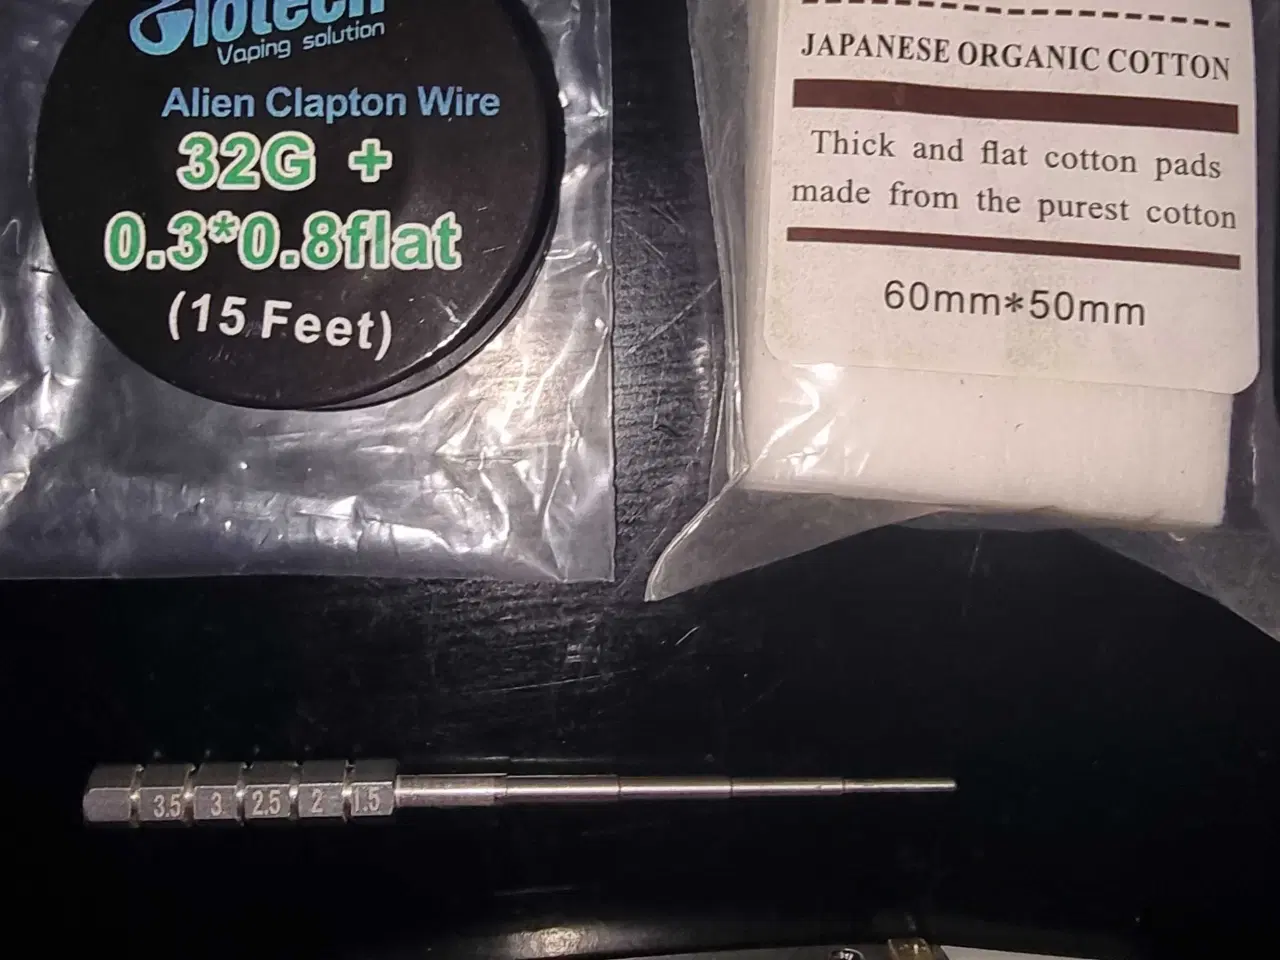 Vaping solution
Alien Clapton Wire
32G +
0.3*0.8flat
(15 Feet)
JAPANESE ORGANIC COTTON
Thick and flat cotton pads
made from the purest cotton
60mm*50mm
3.5 3 2.5 2 1.5